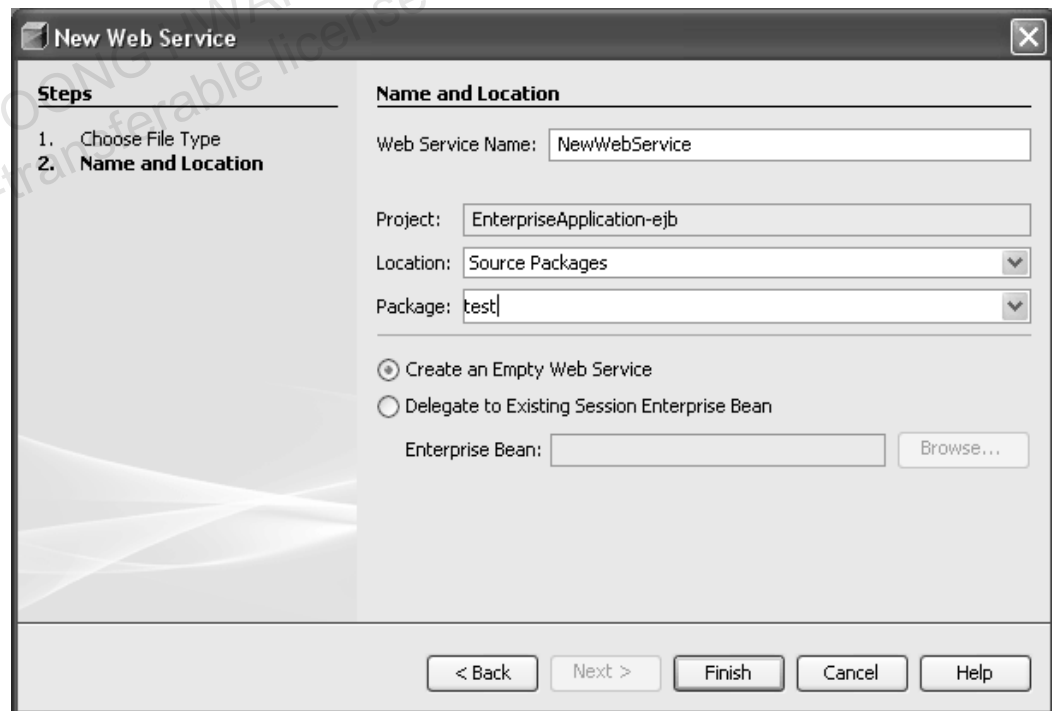 New Web Service
Steps
1. Choose File Type
2. Name and Location
Name and Location
Web Service Name: NewWebService
Project: EnterpriseApplication-ejb
Location: Source Packages
Package: test
Create an Empty Web Service
Delegate to Existing Session Enterprise Bean
Enterprise Bean: Browse...
< Back Next > Finish Cancel Help